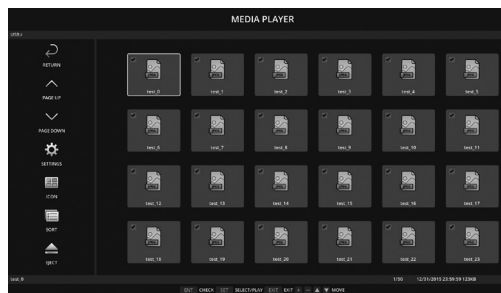 MEDIA PLAYER
USB:/
RETURN
PAGE UP
PAGE DOWN
SETTINGS
ICON
SORT
EJECT
test_0 test_1 test_2 test_3 test_4 test_5
test_6 test_7 test_8 test_9 test_10 test_11
test_12 test_13 test_14 test_15 test_16 test_17
test_18 test_19 test_20 test_21 test_22 test_23
test_0 1/50 12/31/2015 23:59:59 123KB
ENT CHECK SET SELECT/PLAY EXIT EXIT + − ▲ ▼ MOVE